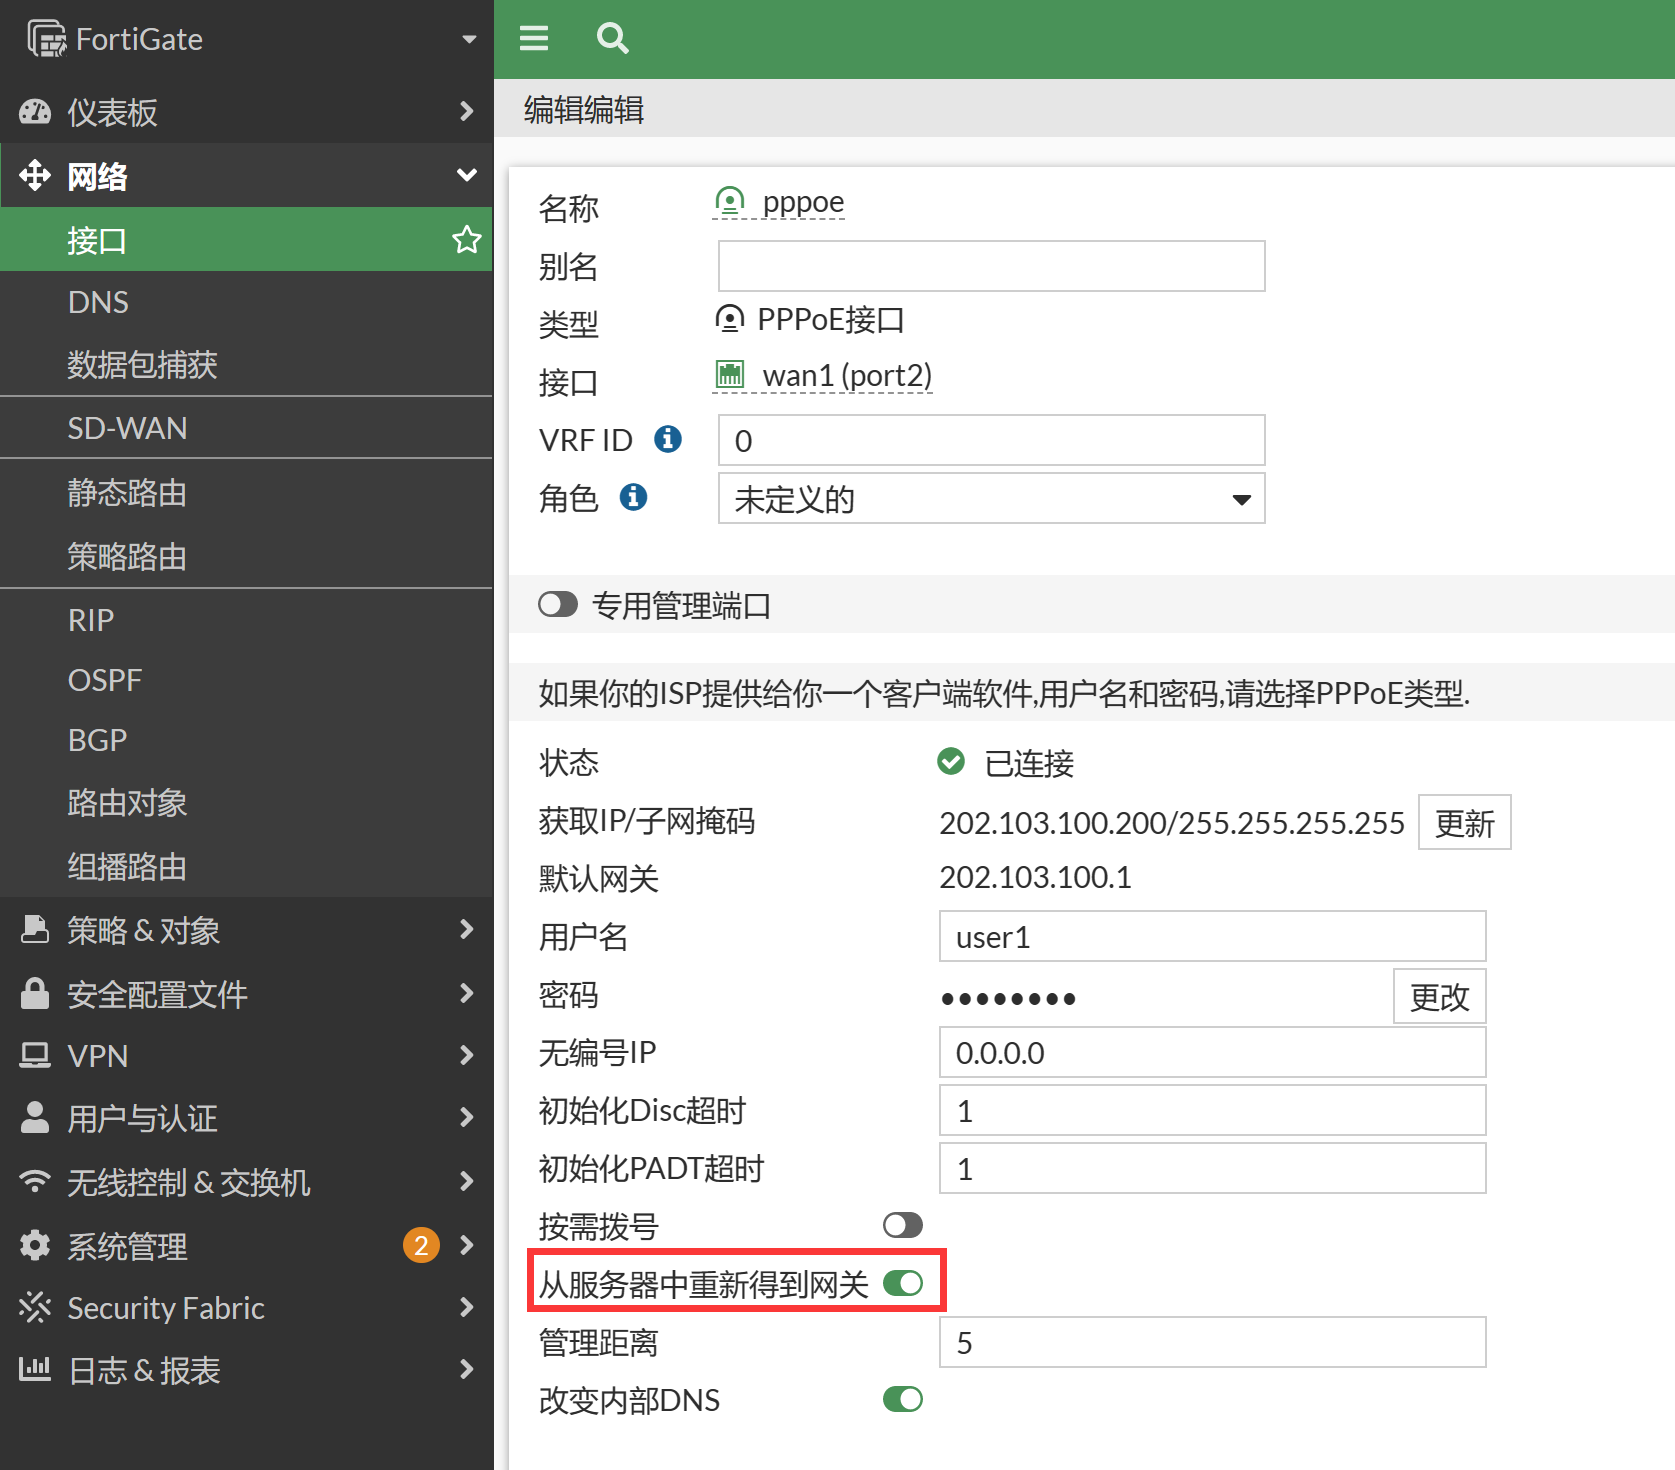 FortiGate
仪表板
网络
接口
DNS
数据包捕获
SD-WAN
静态路由
策略路由
RIP
OSPF
BGP
路由对象
组播路由
策略 & 对象
安全配置文件
VPN
用户与认证
无线控制 & 交换机
系统管理 2
Security Fabric
日志 & 报表
编辑编辑
名称 pppoe
别名
类型 PPPoE接口
接口 wan1 (port2)
VRF ID 0
角色 未定义的
专用管理端口
如果你的ISP提供给你一个客户端软件,用户名和密码,请选择PPPoE类型.
状态 已连接
获取IP/子网掩码 202.103.100.200/255.255.255.255 更新
默认网关 202.103.100.1
用户名 user1
密码 ●●●●●●●● 更改
无编号IP 0.0.0.0
初始化Disc超时 1
初始化PADT超时 1
按需拨号
从服务器中重新得到网关
管理距离 5
改变内部DNS